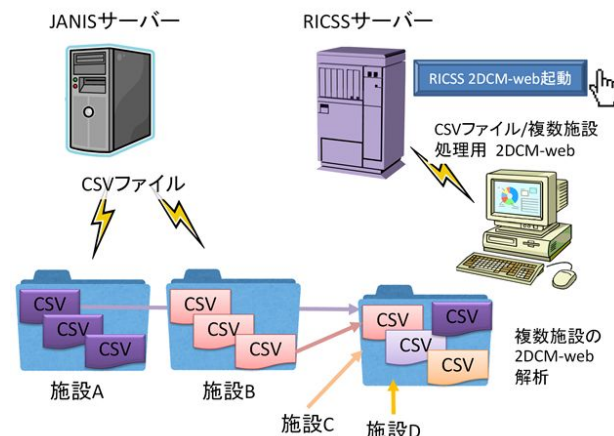 JANISサーバー
RICSSサーバー
RICSS 2DCM-web起動
CSVファイル/複数施設
処理用 2DCM-web
CSVファイル
CSV
CSV
CSV
施設A
CSV
CSV
CSV
施設B
CSV
CSV
CSV
CSV
複数施設の
2DCM-web
解析
施設C
施設D